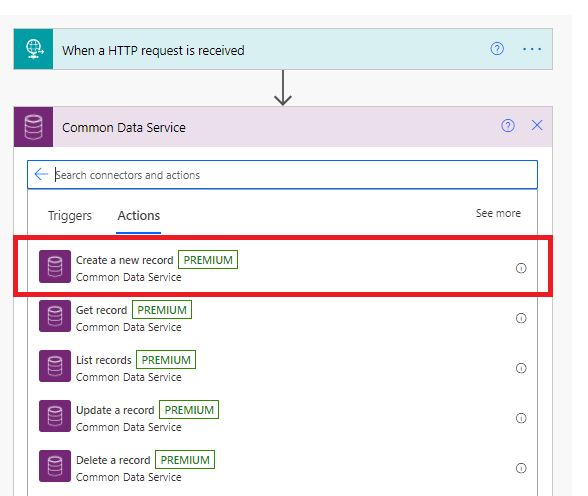 When a HTTP request is received
Common Data Service
Search connectors and actions
Triggers Actions See more
Create a new record PREMIUM
Common Data Service
Get record PREMIUM
Common Data Service
List records PREMIUM
Common Data Service
Update a record PREMIUM
Common Data Service
Delete a record PREMIUM
Common Data Service